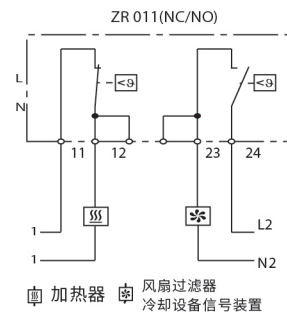 ZR 011(NC/NO)
L
N
<ϑ
<ϑ
11
12
23
24
1
L2
1
N2
加热器
风扇过滤器
冷却设备信号装置